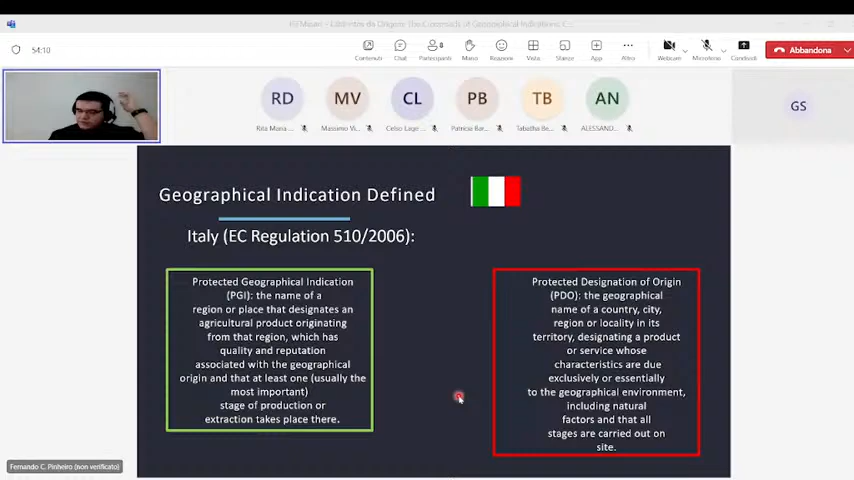 54:10
Contenuti
Chat
Partecipanti
Mano
Reazioni
Vista
Stanze
App
Altro
Webcam
Microfono
Condividi
Abbandona
RD
MV
CL
PB
TB
AN
GS
Rita Maria ...
Massimo Vi...
Celso Lage ...
Patricia Bar...
Tabatha Be...
ALESSAND...
Geographical Indication Defined
Italy (EC Regulation 510/2006):
Protected Geographical Indication
(PGI): the name of a
region or place that designates an
agricultural product originating
from that region, which has
quality and reputation
associated with the geographical
origin and that at least one (usually the
most important)
stage of production or
extraction takes place there.
Protected Designation of Origin
(PDO): the geographical
name of a country, city,
region or locality in its
territory, designating a product
or service whose
characteristics are due
exclusively or essentially
to the geographical environment,
including natural
factors and that all
stages are carried out on
site.
Fernando C. Pinheiro (non verificato)